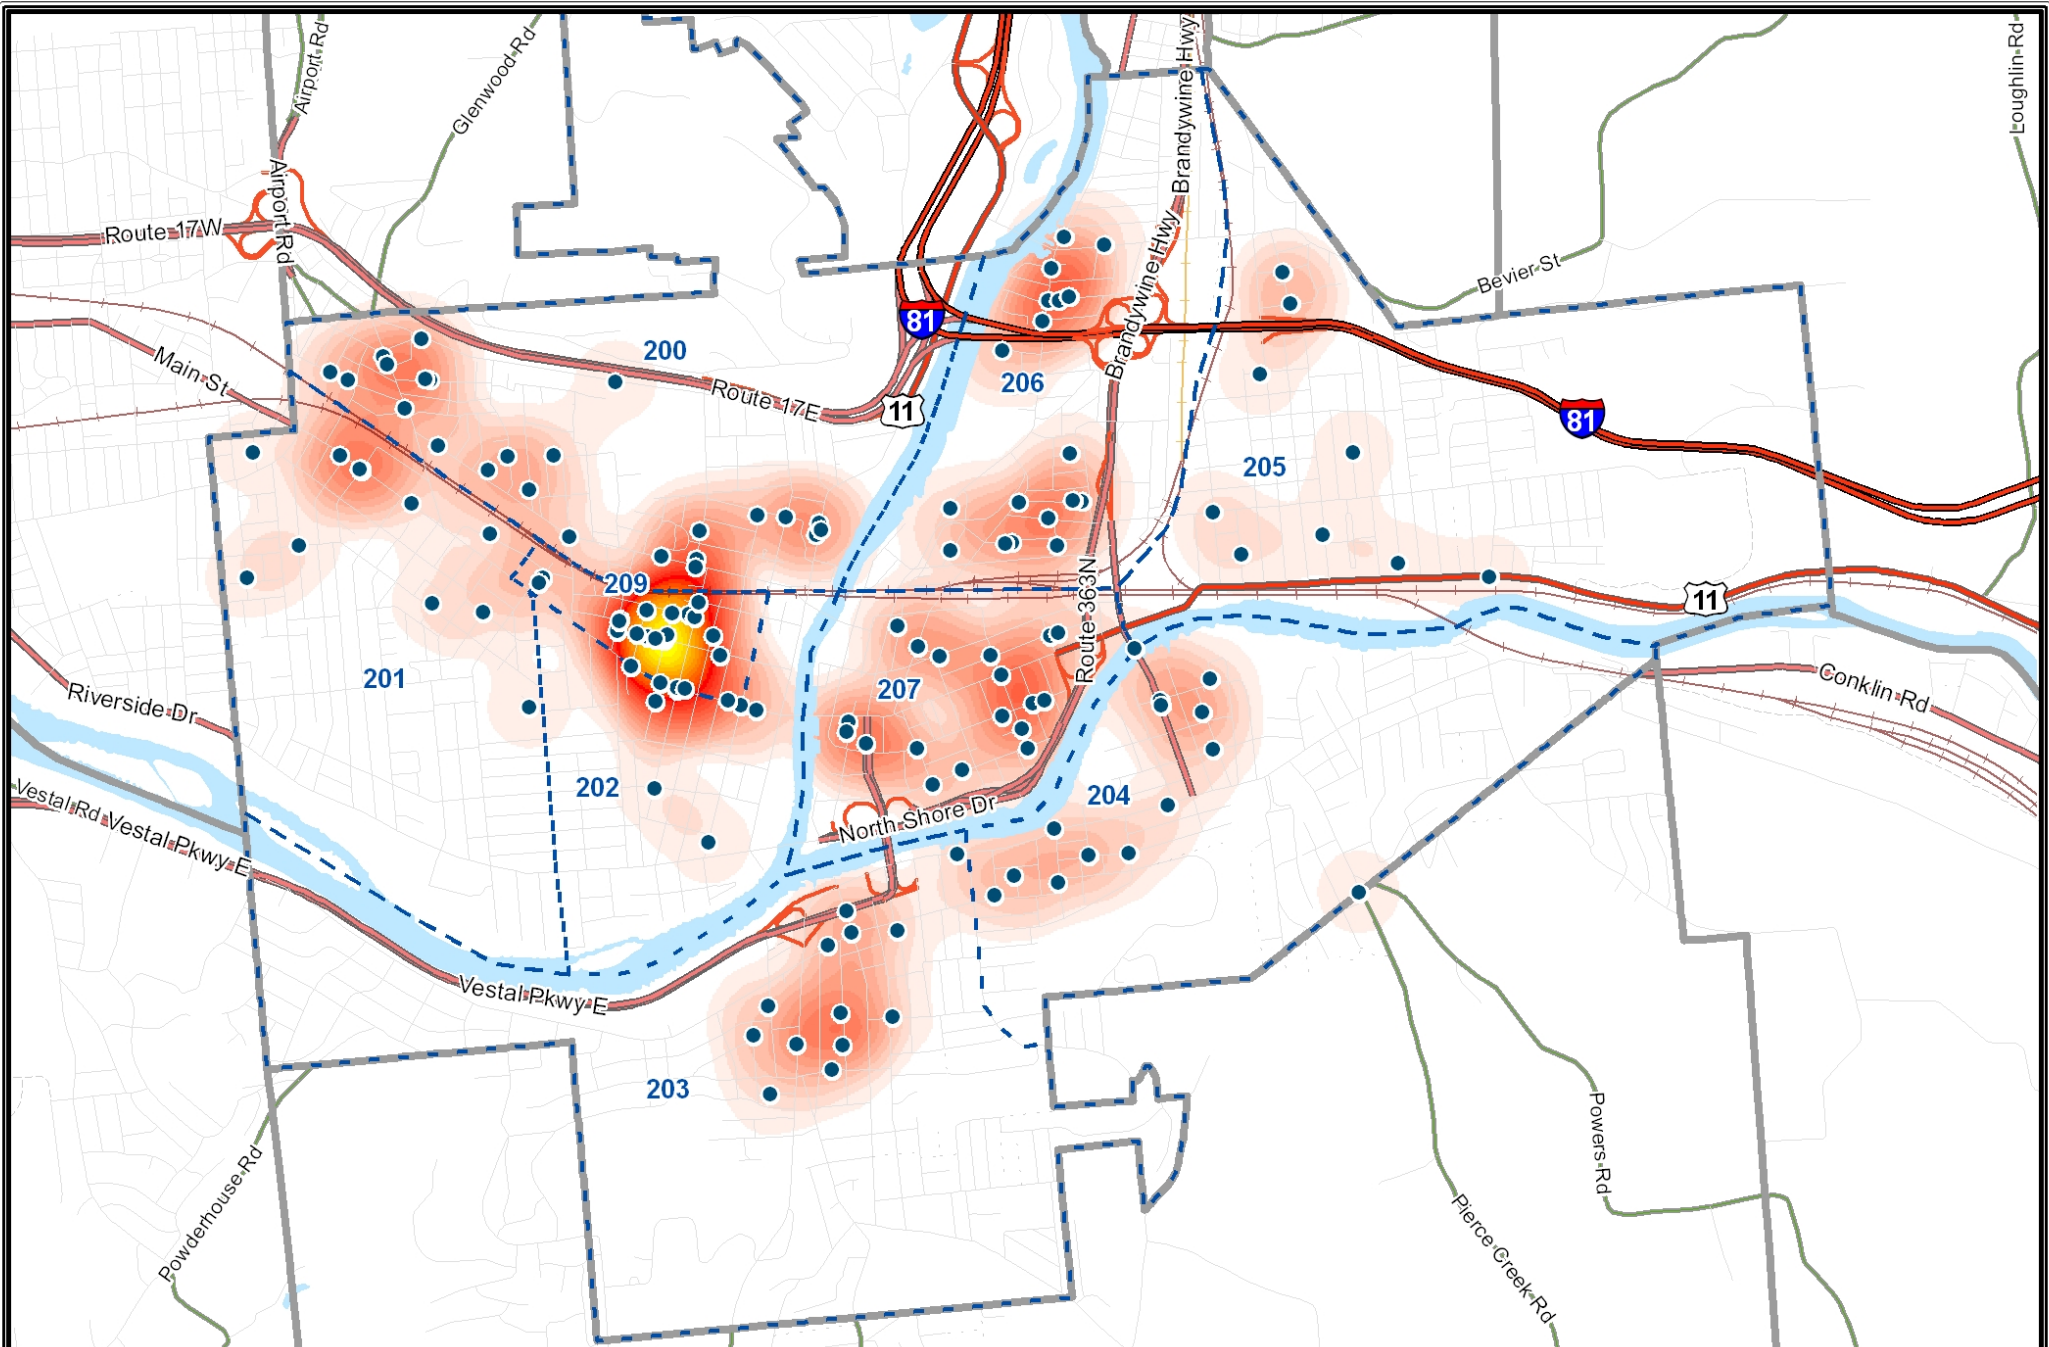 Airport Rd
Glenwood Rd
Brandywine Hwy
Loughlin Rd
Airport Rd
Brandywine Hwy
Route 17W
Brandywine Hwy
Bevier St
81
200
Main St
Route 17E
11
206
81
205
209
Route 363N
11
201
207
Conklin Rd
Riverside Dr
202
204
North Shore Dr
Vestal Rd
Vestal Pkwy E
Vestal Pkwy E
203
Powers Rd
Powderhouse Rd
Pierce Creek Rd